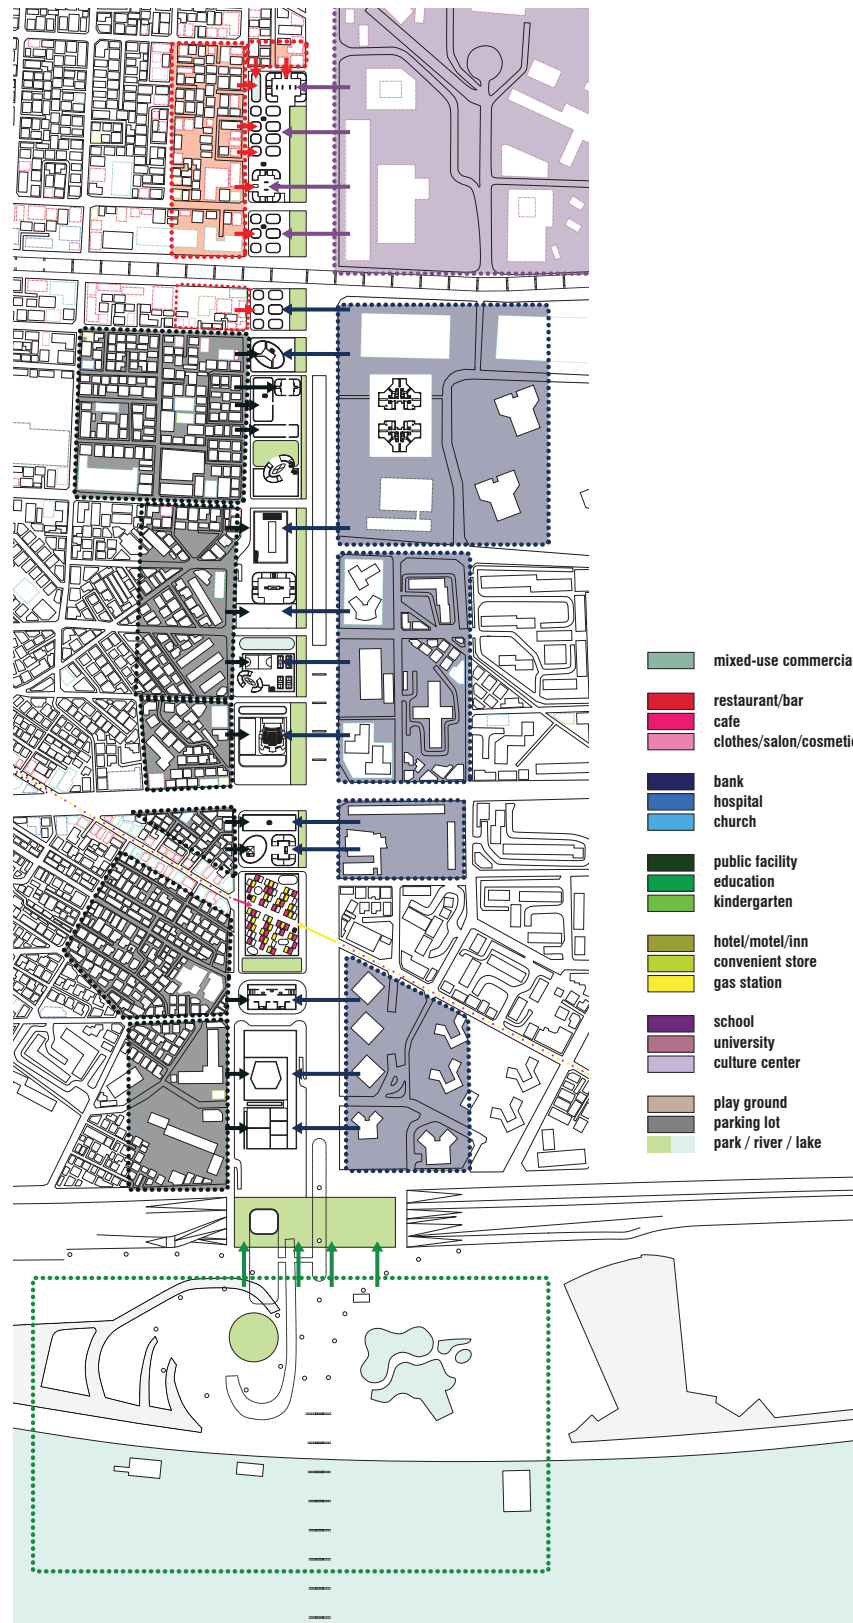 mixed-use commercia
restaurant/bar
cafe
clothes/salon/cosmetic
bank
hospital
church
public facility
education
kindergarten
hotel/motel/inn
convenient store
gas station
school
university
culture center
play ground
parking lot
park / river / lake